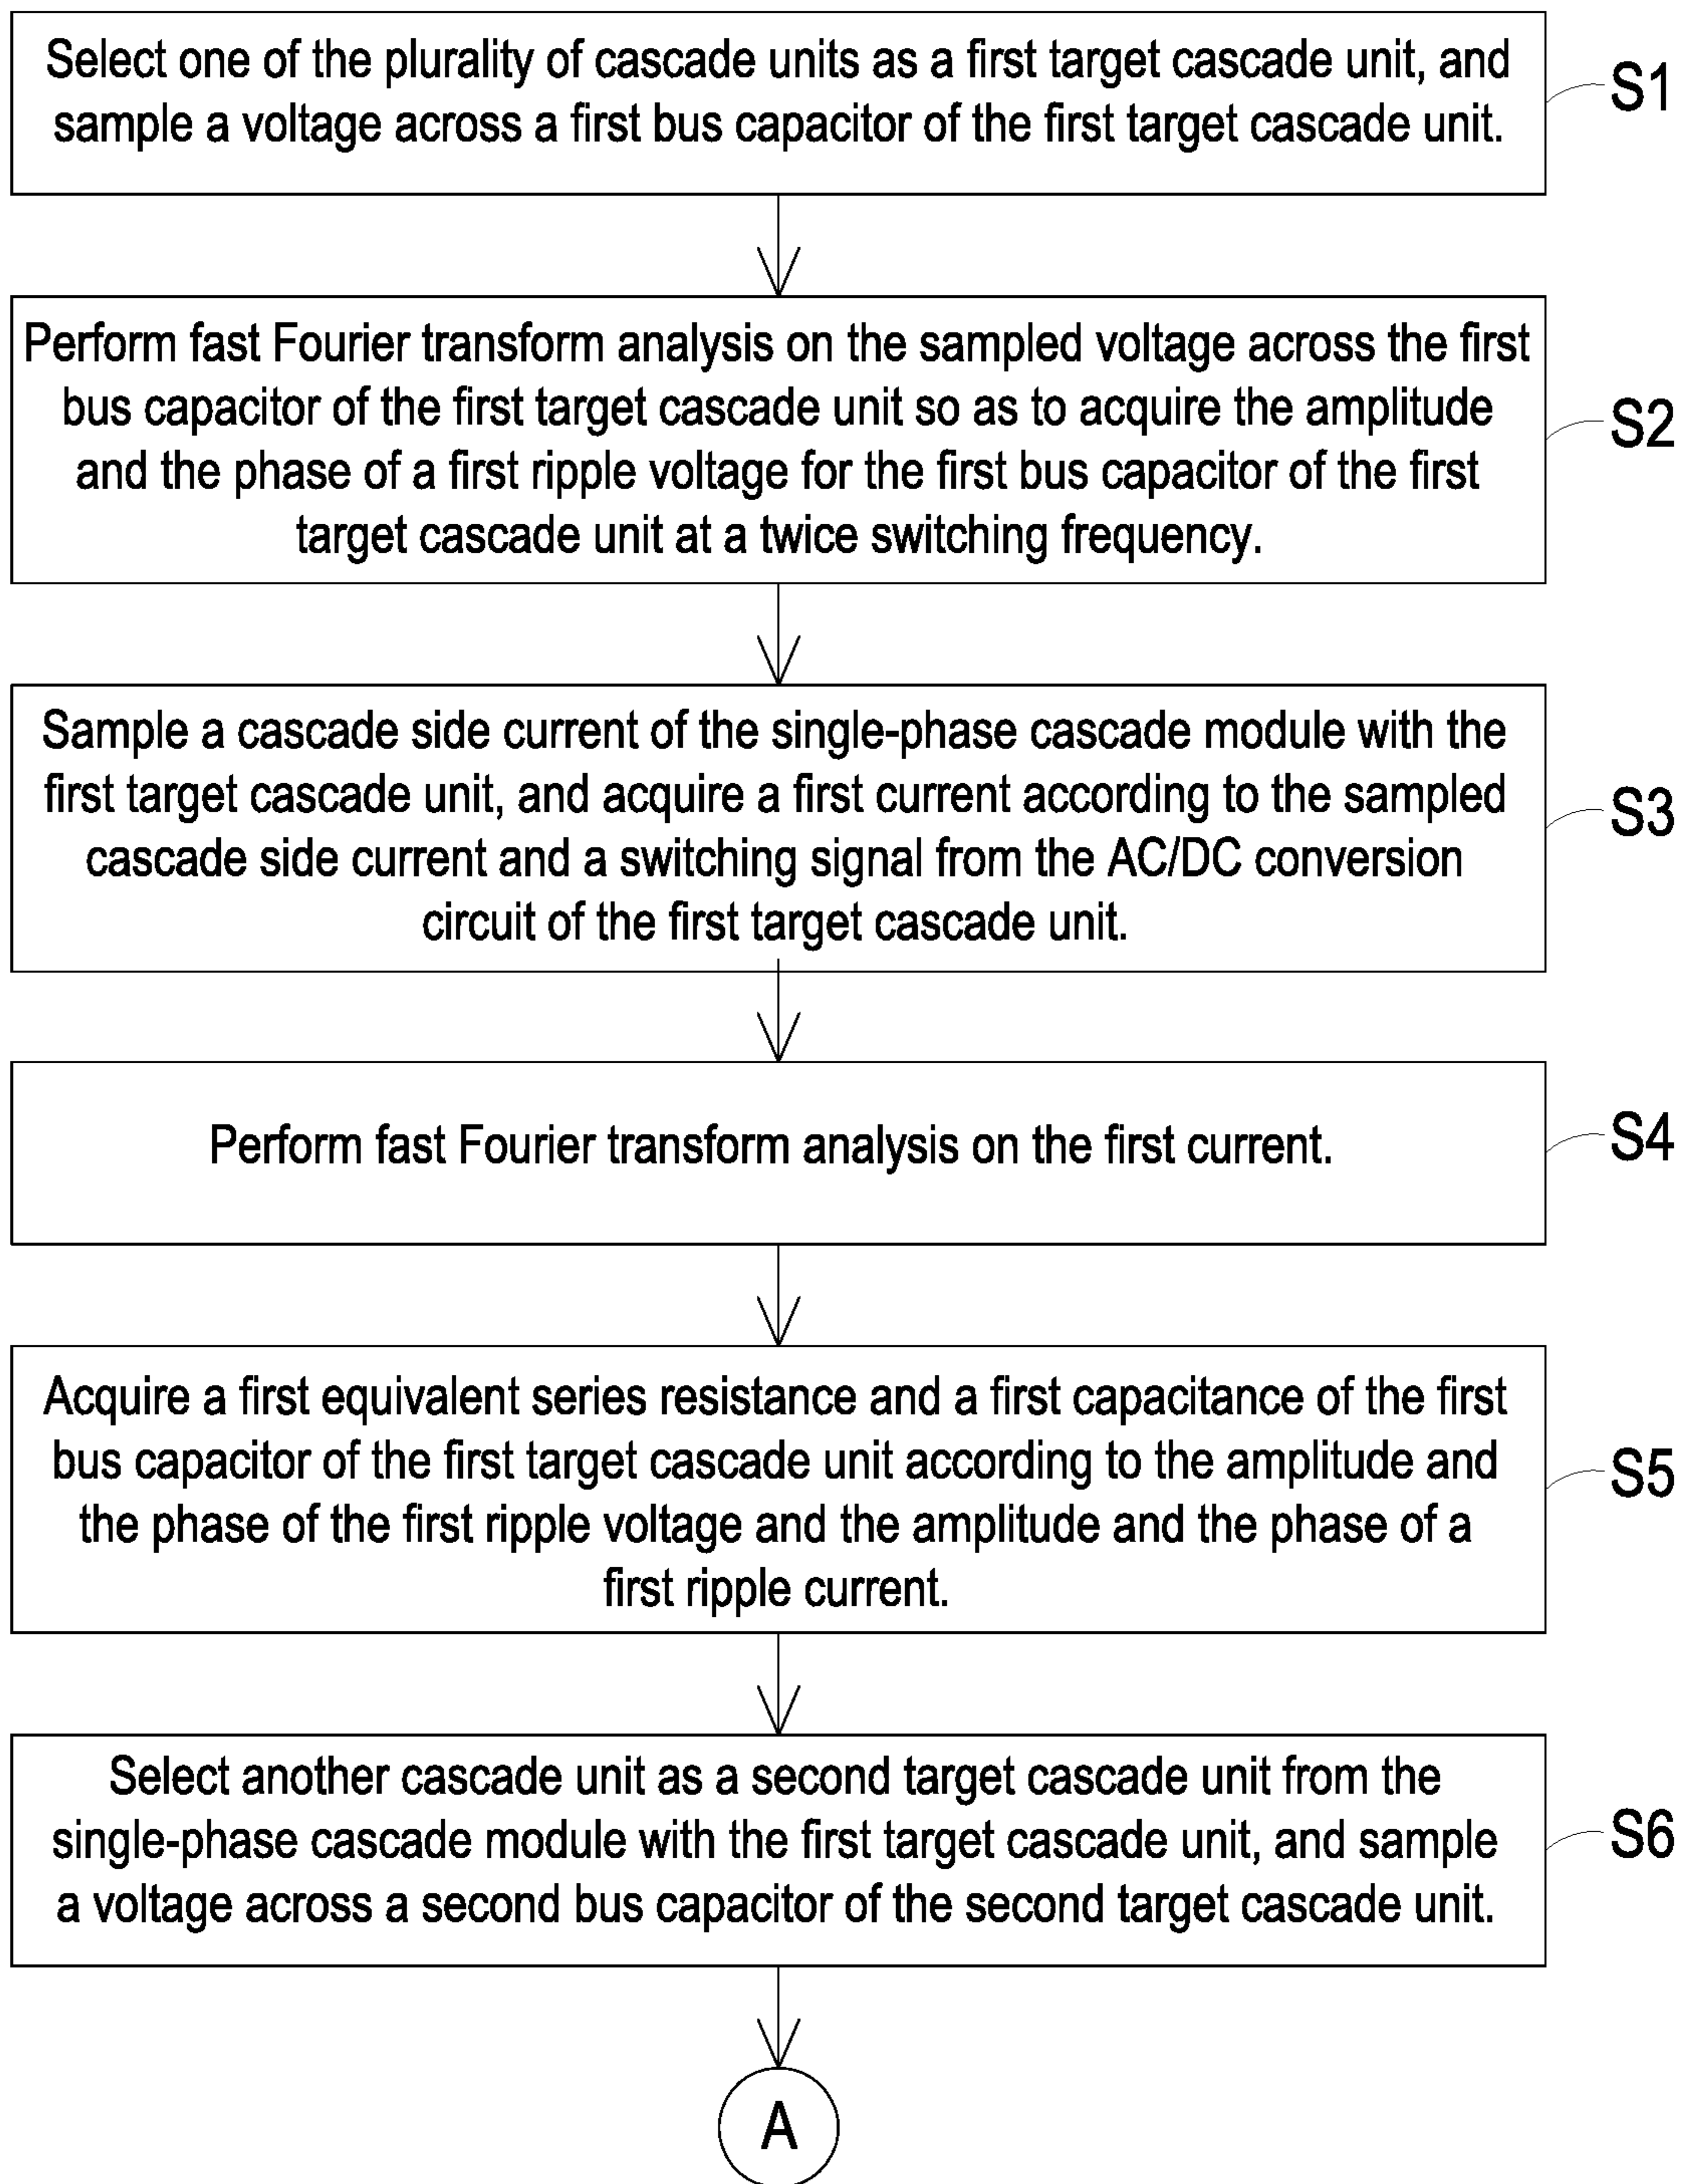 Select one of the plurality of cascade units as a first target cascade unit, and
sample a voltage across a first bus capacitor of the first target cascade unit.
S1
Perform fast Fourier transform analysis on the sampled voltage across the first
bus capacitor of the first target cascade unit so as to acquire the amplitude
and the phase of a first ripple voltage for the first bus capacitor of the first
target cascade unit at a twice switching frequency.
S2
Sample a cascade side current of the single-phase cascade module with the
first target cascade unit, and acquire a first current according to the sampled
cascade side current and a switching signal from the AC/DC conversion
circuit of the first target cascade unit.
S3
Perform fast Fourier transform analysis on the first current.
S4
Acquire a first equivalent series resistance and a first capacitance of the first
bus capacitor of the first target cascade unit according to the amplitude and
the phase of the first ripple voltage and the amplitude and the phase of a
first ripple current.
S5
Select another cascade unit as a second target cascade unit from the
single-phase cascade module with the first target cascade unit, and sample
a voltage across a second bus capacitor of the second target cascade unit.
S6
A